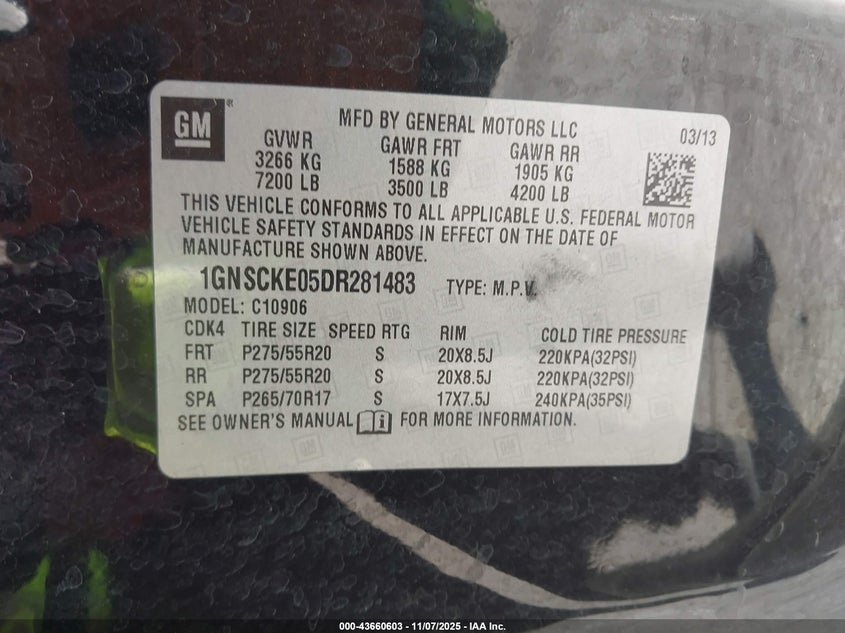 GM®
MFD BY GENERAL MOTORS LLC
03/13
GVWR GAWR FRT GAWR RR
3266 KG 1588 KG 1905 KG
7200 LB 3500 LB 4200 LB
THIS VEHICLE CONFORMS TO ALL APPLICABLE U.S. FEDERAL MOTOR
VEHICLE SAFETY STANDARDS IN EFFECT ON THE DATE OF
MANUFACTURE SHOWN ABOVE.
1GNSCKE05DR281483 TYPE: M.P.V.
MODEL: C10906
CDK4 TIRE SIZE SPEED RTG RIM COLD TIRE PRESSURE
FRT P275/55R20 S 20X8.5J 220KPA(32PSI)
RR P275/55R20 S 20X8.5J 220KPA(32PSI)
SPA P265/70R17 S 17X7.5J 240KPA(35PSI)
SEE OWNER'S MANUAL i FOR MORE INFORMATION.
000-43660603 - 11/07/2025 - IAA Inc.